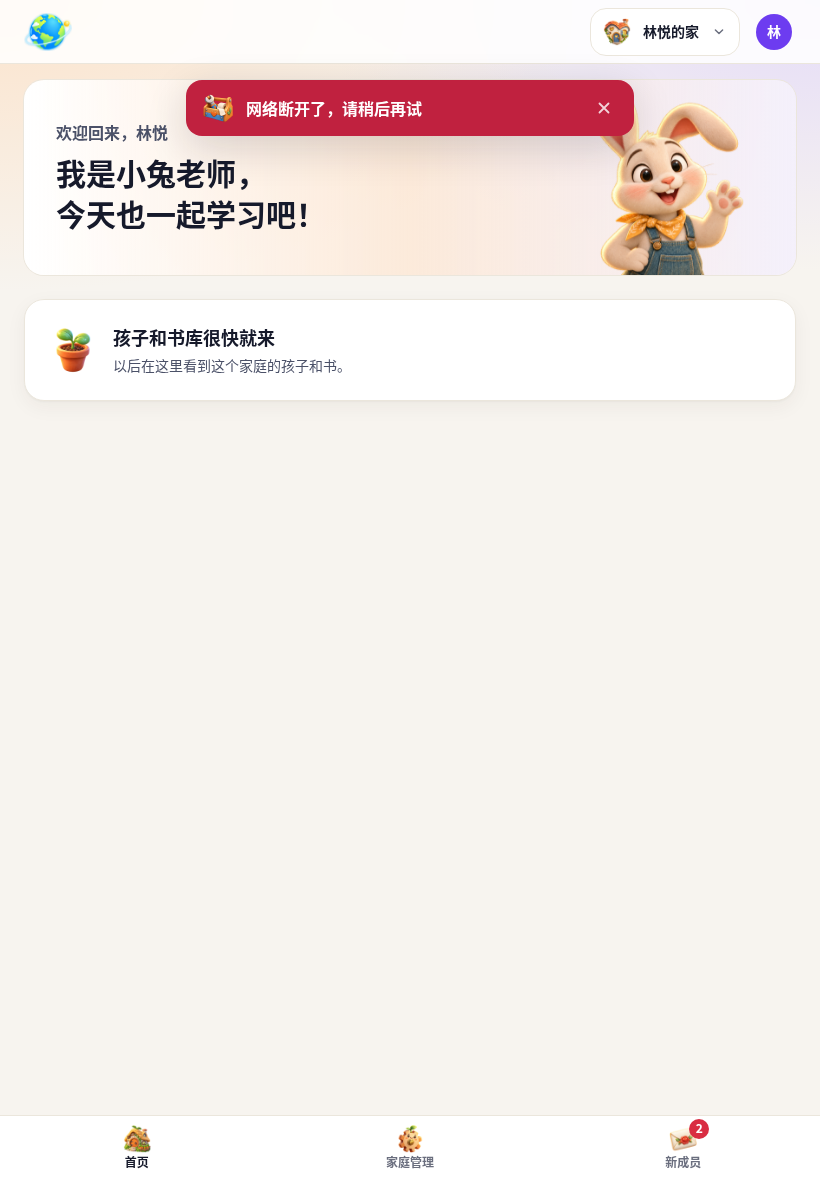 林悦的家
林
网络断开了，请稍后再试
欢迎回来，林悦
我是小兔老师，
今天也一起学习吧！
孩子和书库很快就来
以后在这里看到这个家庭的孩子和书。
首页
家庭管理
2
新成员